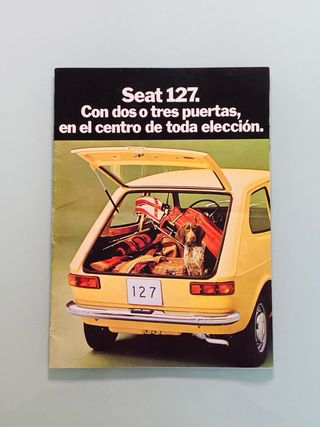 Seat 127.
Con dos o tres puertas,
en el centro de toda elección.
127